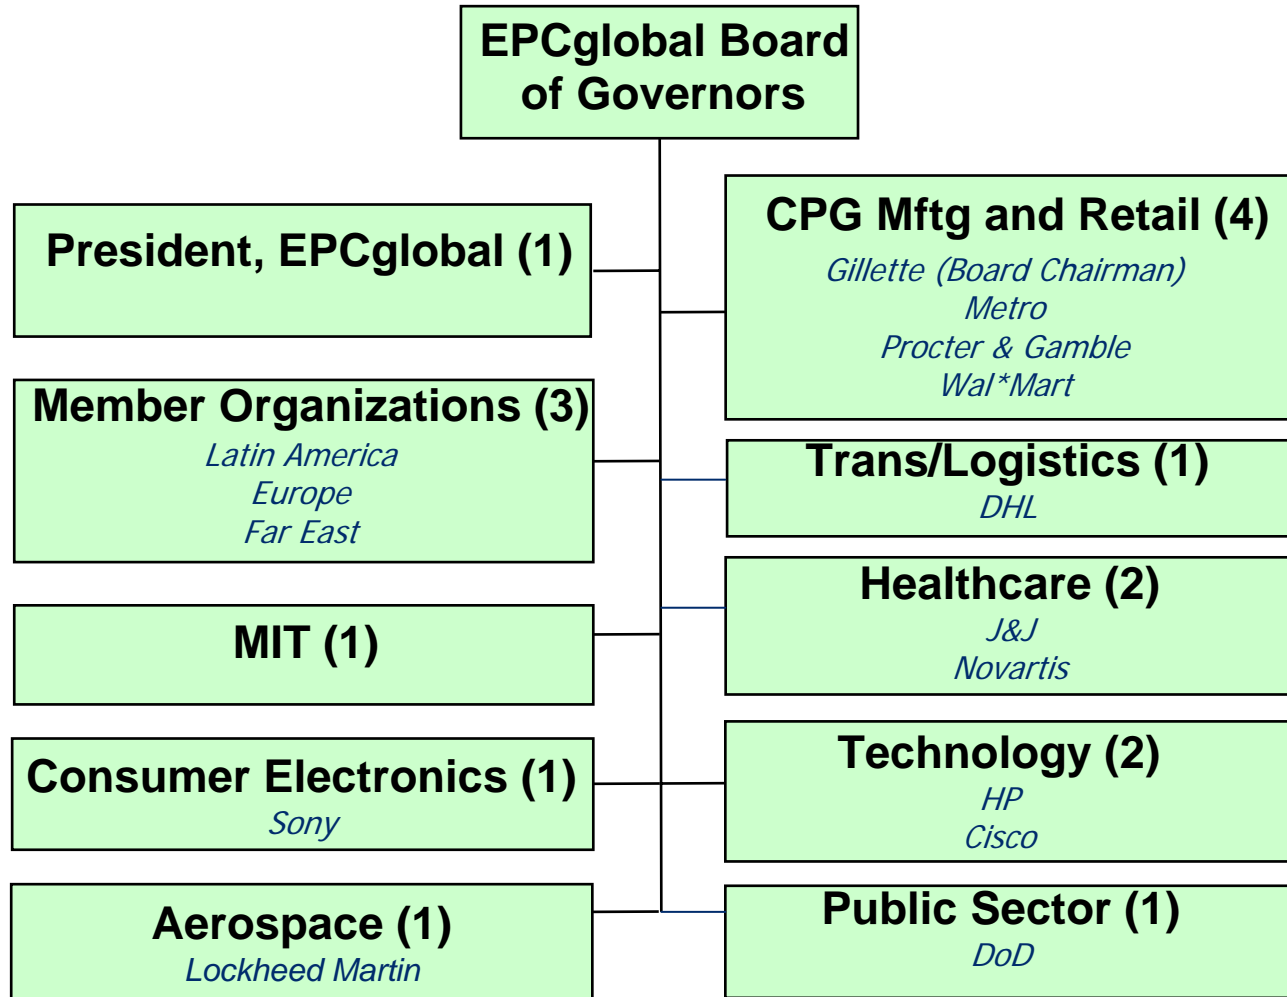 EPCglobal Board
of Governors
President, EPCglobal (1)
Member Organizations (3)
Latin America
Europe
Far East
MIT (1)
Consumer Electronics (1)
Sony
Aerospace (1)
Lockheed Martin
CPG Mftg and Retail (4)
Gillette (Board Chairman)
Metro
Procter & Gamble
Wal*Mart
Trans/Logistics (1)
DHL
Healthcare (2)
J&J
Novartis
Technology (2)
HP
Cisco
Public Sector (1)
DoD